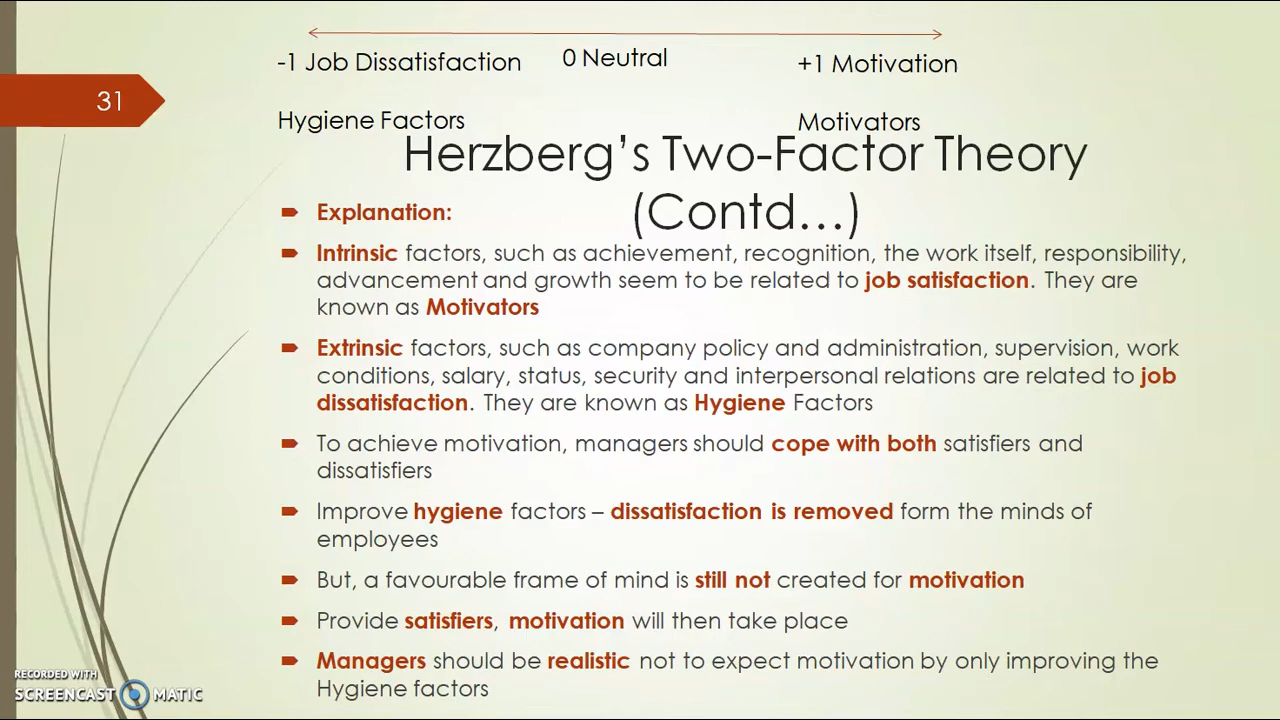 -1 Job Dissatisfaction
0 Neutral
+1 Motivation
31
Hygiene Factors
Motivators
Herzberg’s Two-Factor Theory
(Contd…)
Explanation:
Intrinsic factors, such as achievement, recognition, the work itself, responsibility,
advancement and growth seem to be related to job satisfaction. They are
known as Motivators
Extrinsic factors, such as company policy and administration, supervision, work
conditions, salary, status, security and interpersonal relations are related to job
dissatisfaction. They are known as Hygiene Factors
To achieve motivation, managers should cope with both satisfiers and
dissatisfiers
Improve hygiene factors – dissatisfaction is removed form the minds of
employees
But, a favourable frame of mind is still not created for motivation
Provide satisfiers, motivation will then take place
Managers should be realistic not to expect motivation by only improving the
Hygiene factors
RECORDED WITH
SCREENCAST MATIC